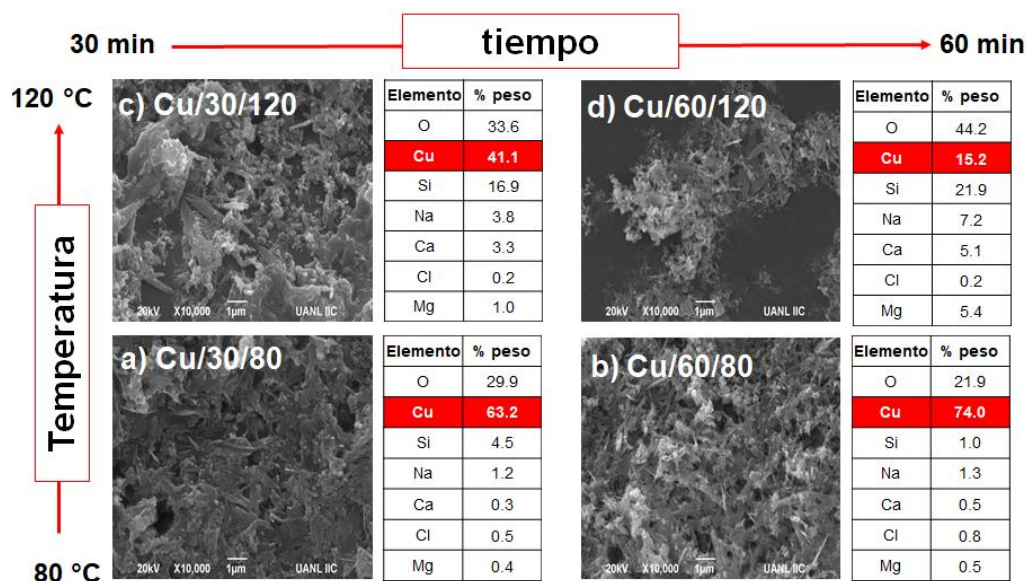 30 min
tiempo
60 min
120 °C
Temperatura
80 °C
c) Cu/30/120
20kV X10,000 1µm UANL IIC
Elemento % peso
O 33.6
Cu 41.1
Si 16.9
Na 3.8
Ca 3.3
Cl 0.2
Mg 1.0
d) Cu/60/120
20kV X10,000 1µm UANL IIC
Elemento % peso
O 44.2
Cu 15.2
Si 21.9
Na 7.2
Ca 5.1
Cl 0.2
Mg 5.4
a) Cu/30/80
20kV X10,000 1µm UANL IIC
Elemento % peso
O 29.9
Cu 63.2
Si 4.5
Na 1.2
Ca 0.3
Cl 0.5
Mg 0.4
b) Cu/60/80
20kV X10,000 1µm UANL IIC
Elemento % peso
O 21.9
Cu 74.0
Si 1.0
Na 1.3
Ca 0.5
Cl 0.8
Mg 0.5